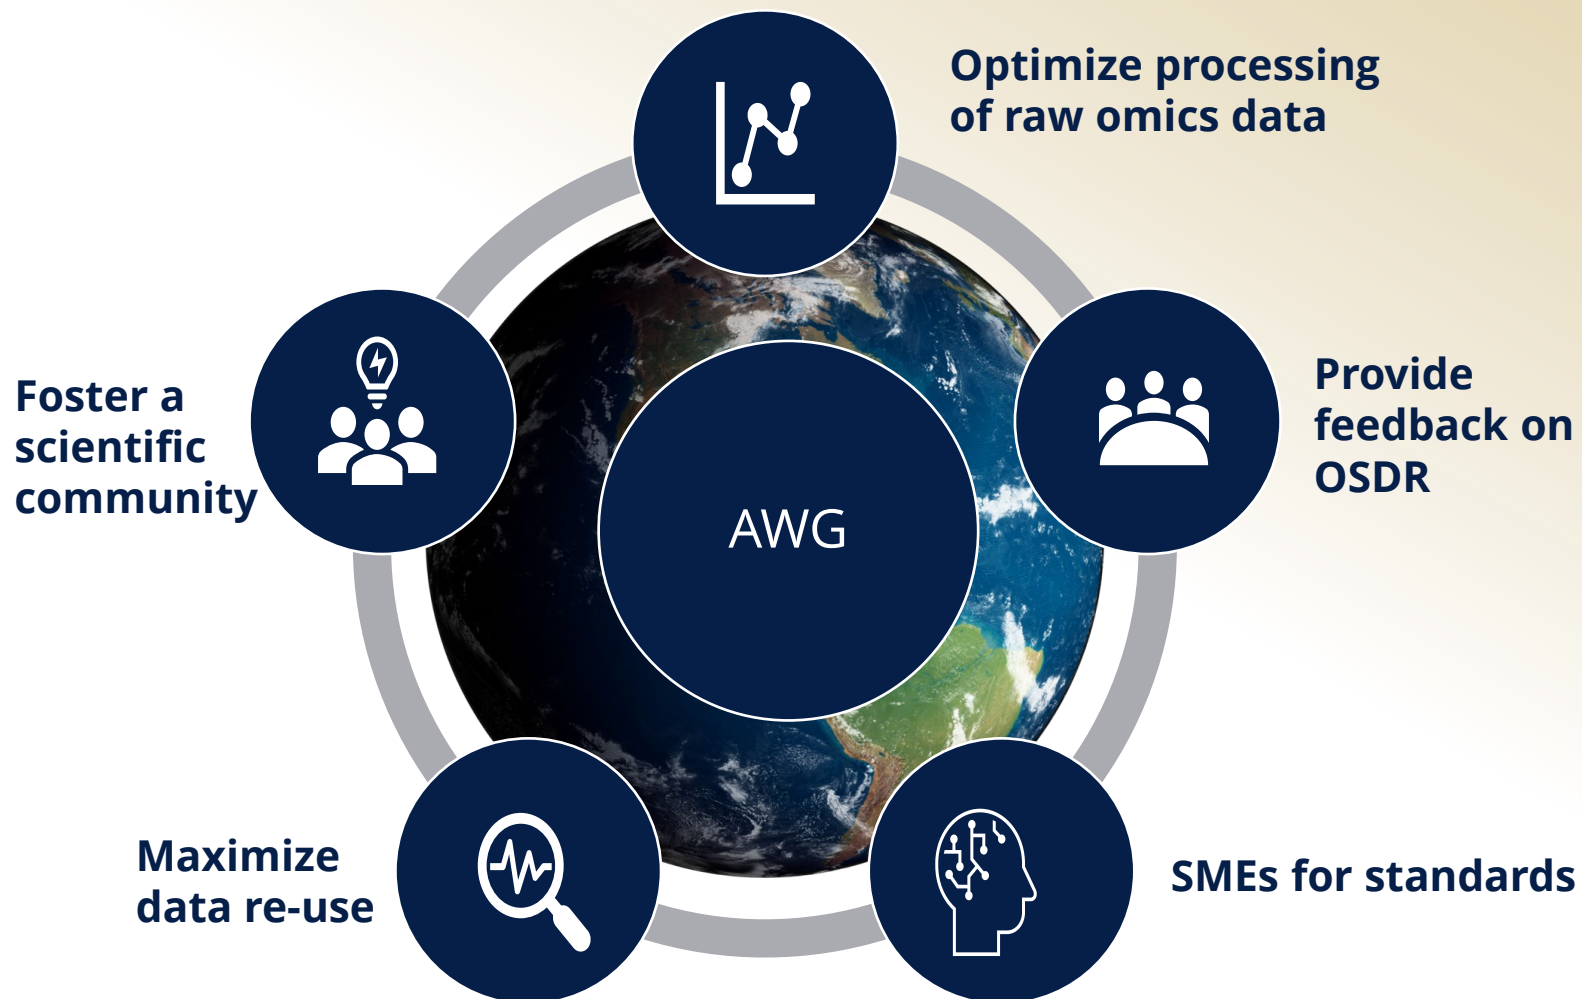 Optimize processing
of raw omics data
Provide
feedback on
OSDR
SMEs for standards
Maximize
data re-use
Foster a
scientific
community
AWG